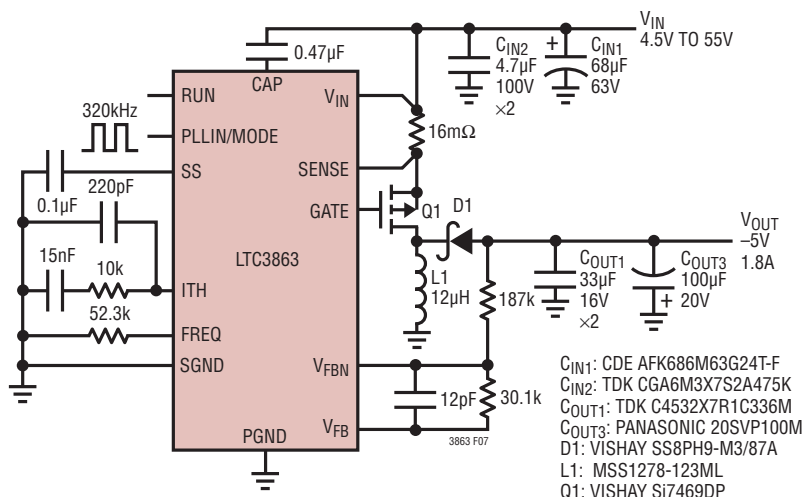 V_IN
4.5V TO 55V
0.47µF
C_IN2
4.7µF
100V
×2
+
C_IN1
68µF
63V
CAP
RUN
V_IN
320kHz
PLLIN/MODE
16mΩ
SS
SENSE
220pF
0.1µF
GATE
Q1
D1
V_OUT
–5V
1.8A
LTC3863
15nF
10k
ITH
L1
12µH
187k
C_OUT1
33µF
16V
×2
C_OUT3
100µF
20V
+
52.3k
FREQ
SGND
V_FBN
12pF
30.1k
V_FB
PGND
3863 F07
C_IN1: CDE AFK686M63G24T-F
C_IN2: TDK CGA6M3X7S2A475K
C_OUT1: TDK C4532X7R1C336M
C_OUT3: PANASONIC 20SVP100M
D1: VISHAY SS8PH9-M3/87A
L1: MSS1278-123ML
Q1: VISHAY Si7469DP